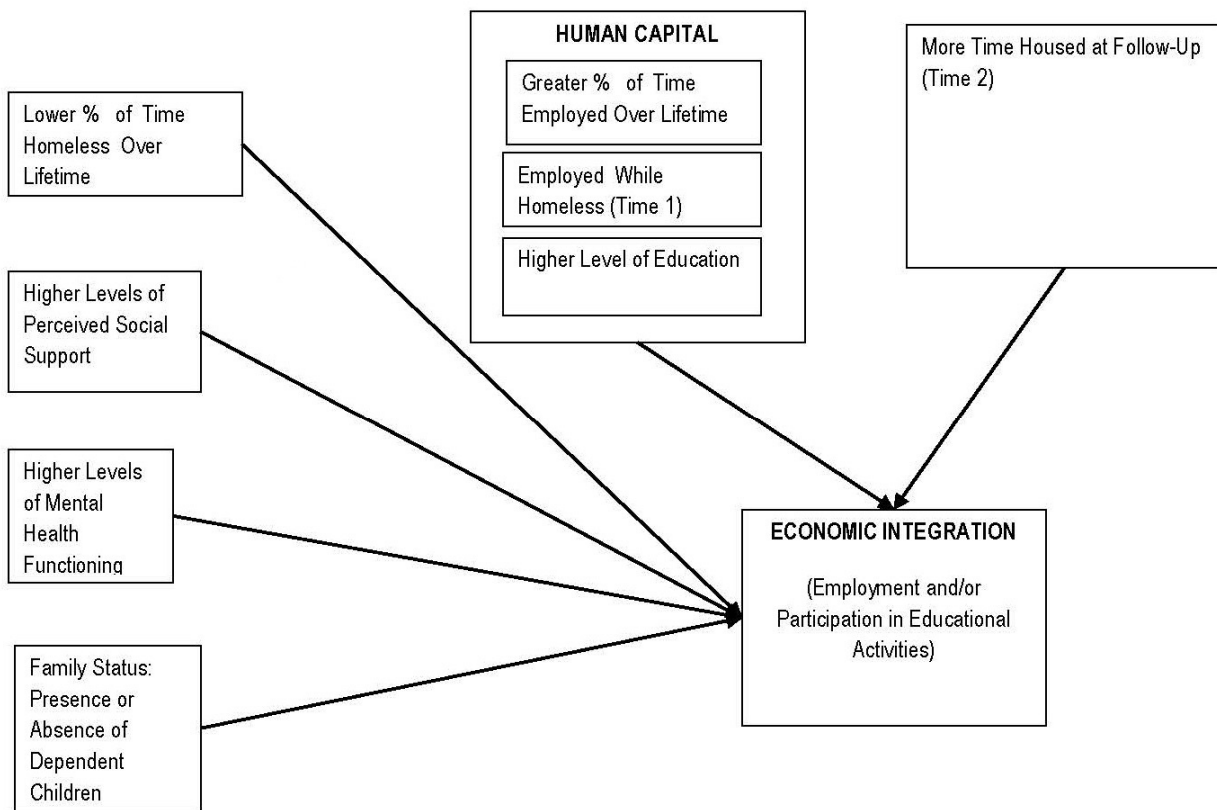 HUMAN CAPITAL
Greater % of Time
Employed Over Lifetime
Employed While
Homeless (Time 1)
Higher Level of Education
More Time Housed at Follow-Up
(Time 2)
Lower % of Time
Homeless Over
Lifetime
Higher Levels of
Perceived Social
Support
Higher Levels
of Mental
Health
Functioning
Family Status:
Presence or
Absence of
Dependent
Children
ECONOMIC INTEGRATION
(Employment and/or
Participation in Educational
Activities)